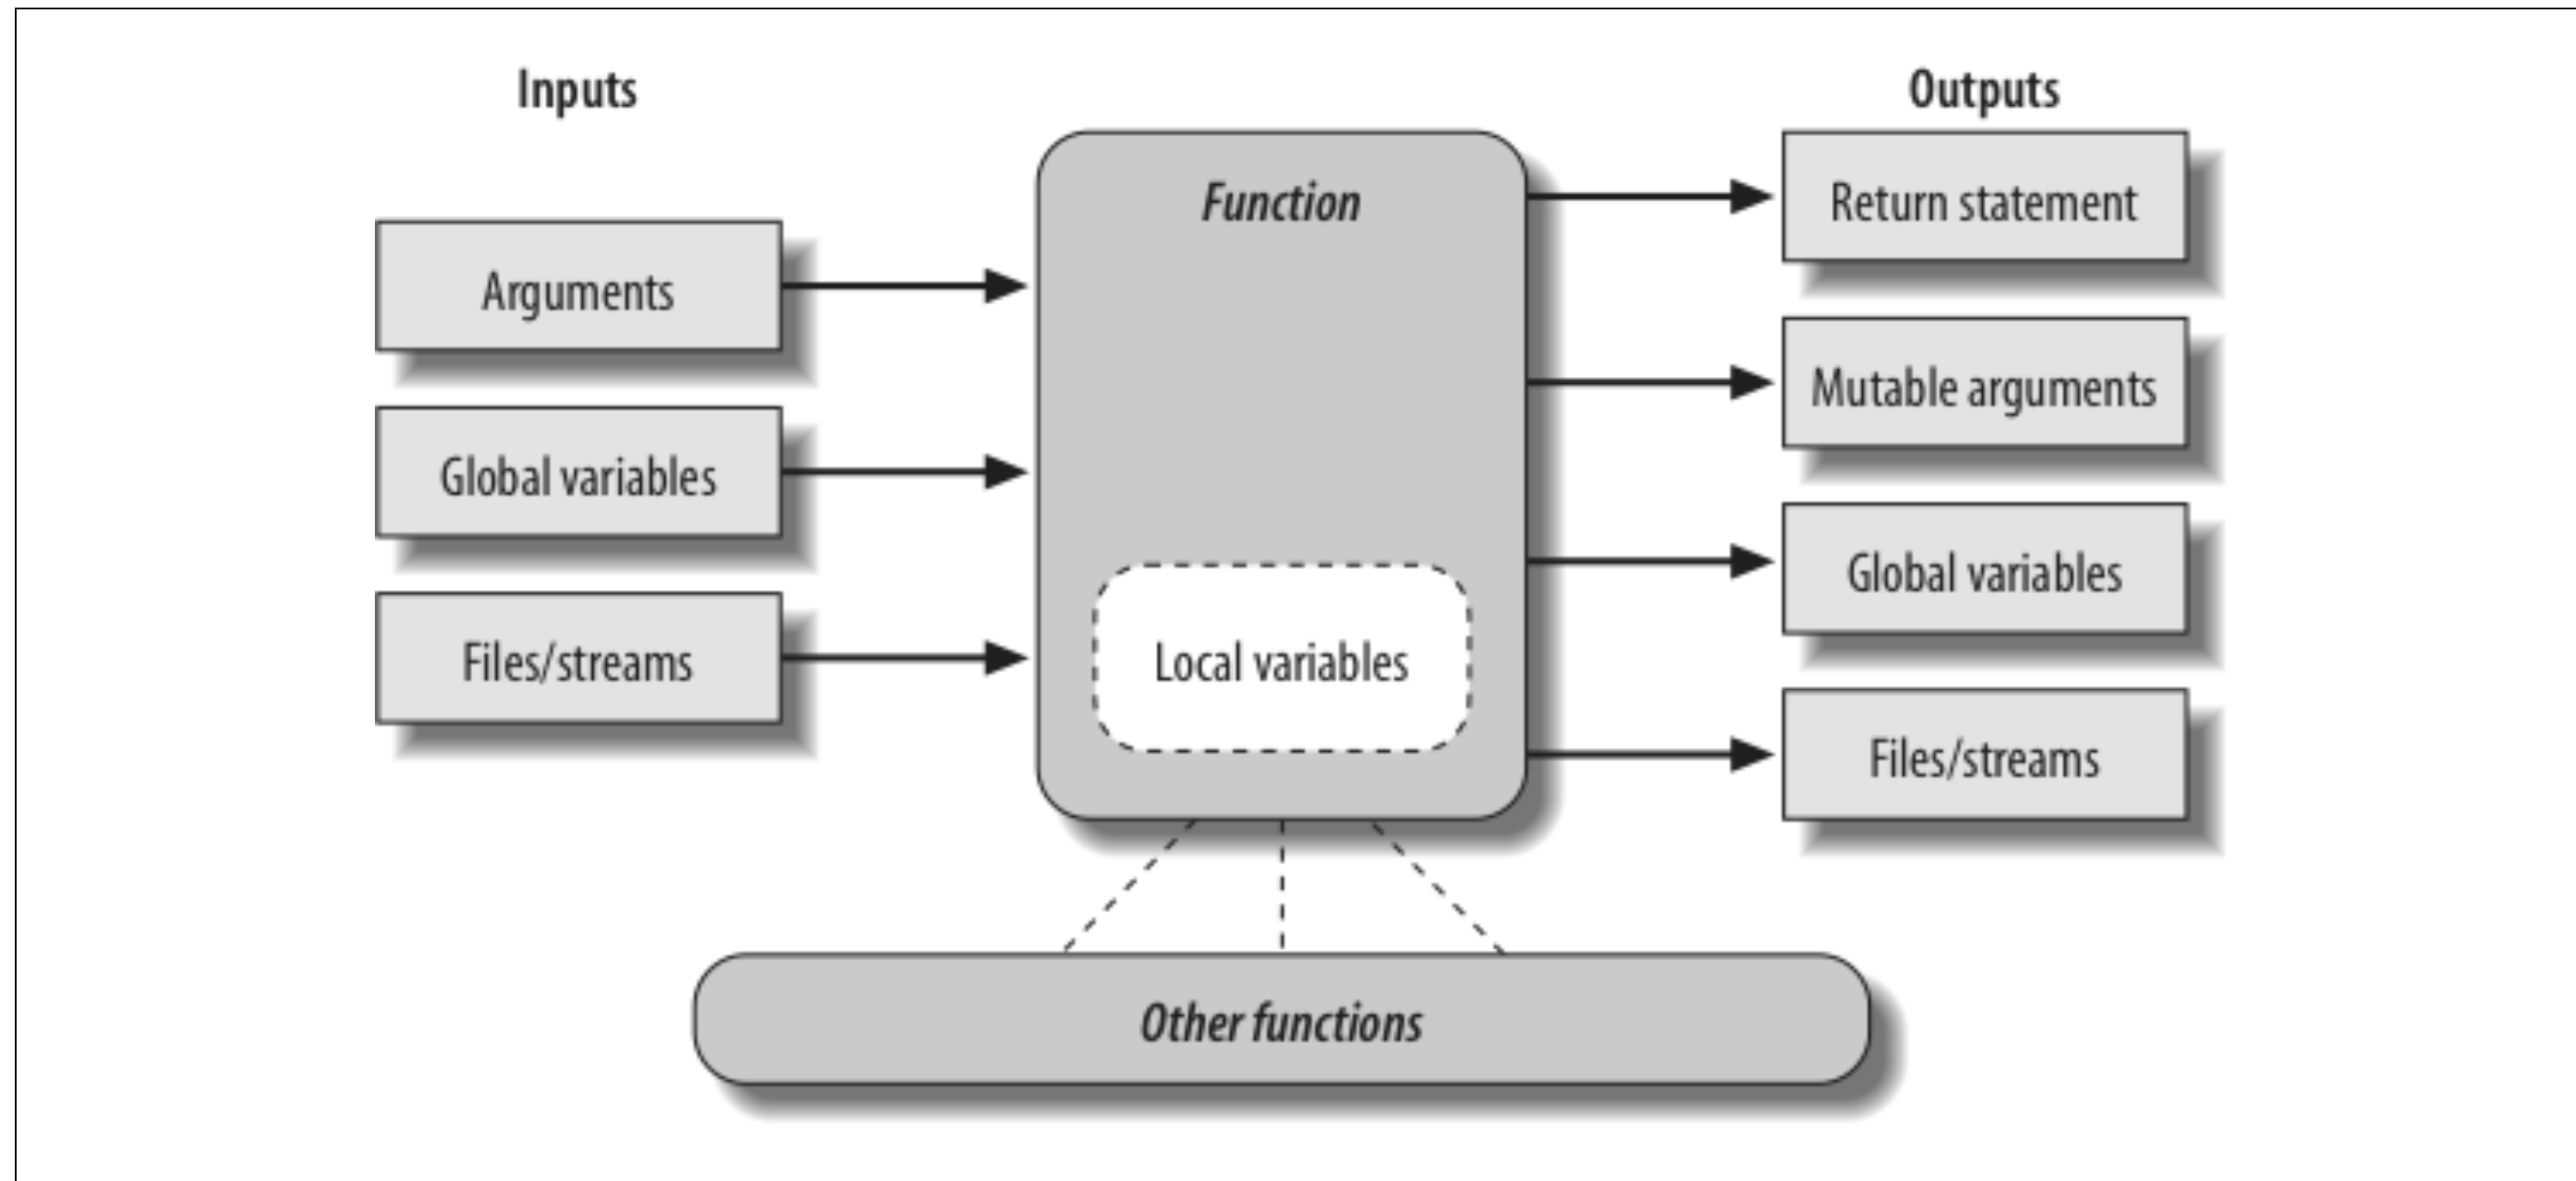 Inputs
Outputs
Function
Arguments
Global variables
Files/streams
Local variables
Return statement
Mutable arguments
Global variables
Files/streams
Other functions